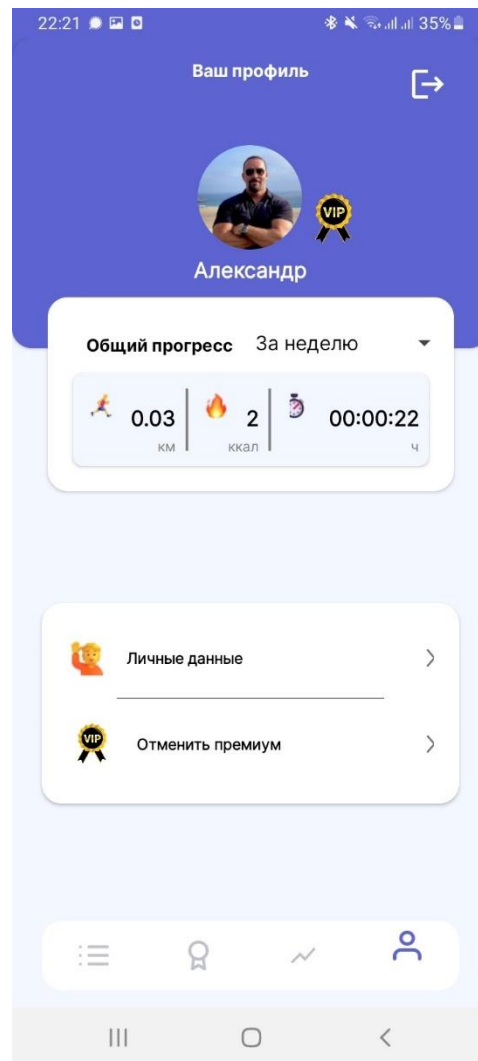 22:21 35%
Ваш профиль
VIP
Александр
Общий прогресс За неделю
0.03 2 00:00:22
км ккал ч
Личные данные
VIP Отменить премиум